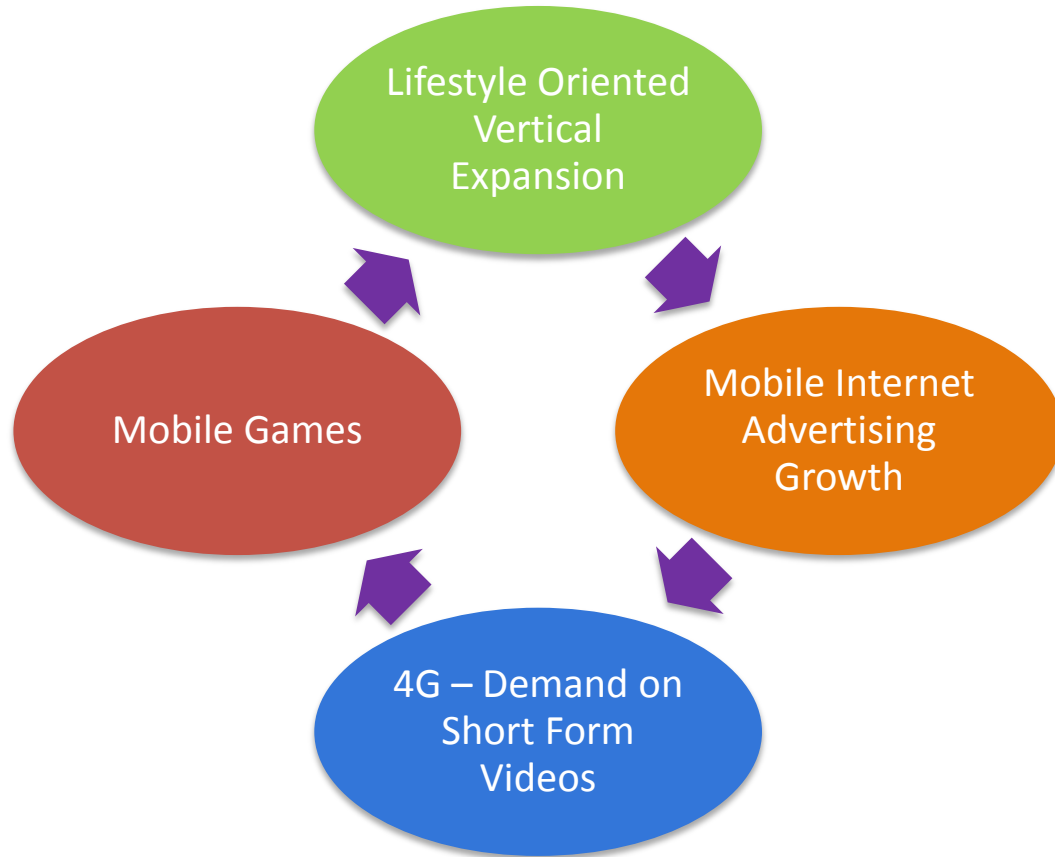 Lifestyle Oriented
Vertical
Expansion
Mobile Games
Mobile Internet
Advertising
Growth
4G – Demand on
Short Form
Videos